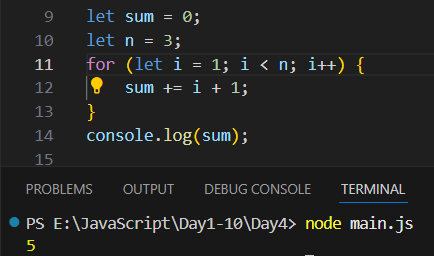 9 let sum = 0;
10 let n = 3;
11 for (let i = 1; i < n; i++) {
12     sum += i + 1;
13 }
14 console.log(sum);
15
PROBLEMS OUTPUT DEBUG CONSOLE TERMINAL
PS E:\JavaScript\Day1-10\Day4> node main.js
5